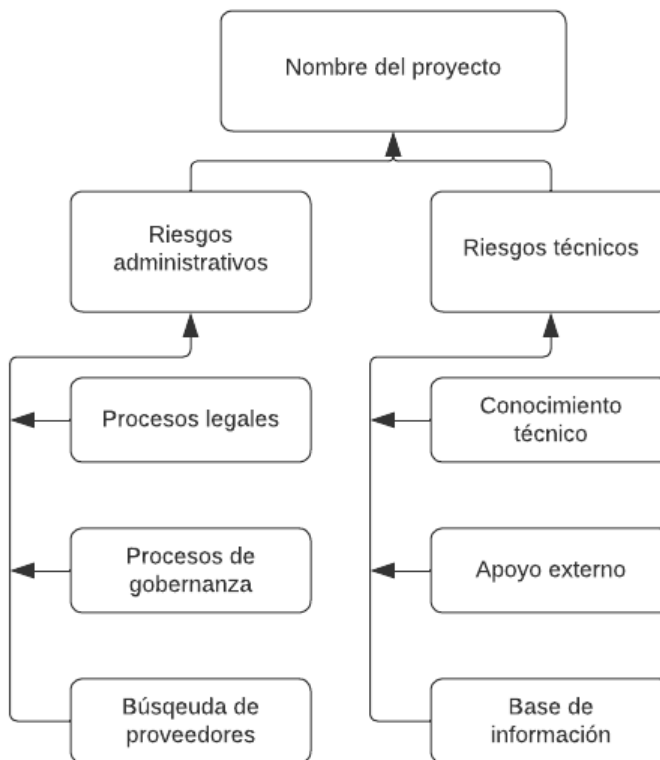 Nombre del proyecto
Riesgos
administrativos
Riesgos técnicos
Procesos legales
Conocimiento
técnico
Procesos de
gobernanza
Apoyo externo
Búsqeuda de
proveedores
Base de
información